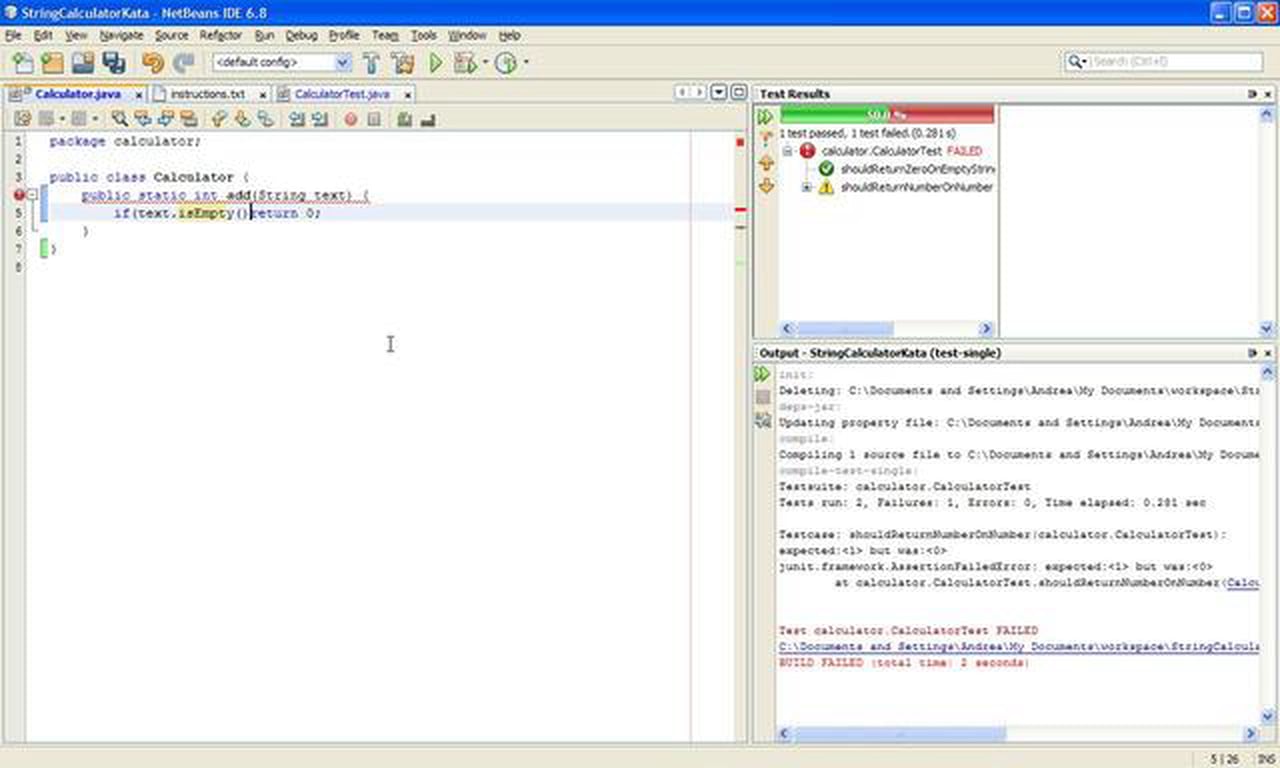 StringCalculatorKata - NetBeans IDE 6.8
File Edit View Navigate Source Refactor Run Debug Profile Team Tools Window Help
<default config>
Search (Ctrl+I)
Calculator.java
instructions.txt
CalculatorTest.java
1 package calculator;
2
3 public class Calculator {
public static int add(String text) {
5 if(text.isEmpty()return 0;
6 }
7 }
8
Test Results
50.0 %
1 test passed, 1 test failed.(0.281 s)
calculator.CalculatorTest FAILED
shouldReturnZeroOnEmptyStrin
shouldReturnNumberOnNumber
Output - StringCalculatorKata (test-single)
init:
Deleting: C:\Documents and Settings\Andrea\My Documents\workspace\Str
deps-jar:
Updating property file: C:\Documents and Settings\Andrea\My Documents
compile:
Compiling 1 source file to C:\Documents and Settings\Andrea\My Docume
compile-test-single:
Testsuite: calculator.CalculatorTest
Tests run: 2, Failures: 1, Errors: 0, Time elapsed: 0.281 sec
Testcase: shouldReturnNumberOnNumber(calculator.CalculatorTest):
expected:<1> but was:<0>
junit.framework.AssertionFailedError: expected:<1> but was:<0>
at calculator.CalculatorTest.shouldReturnNumberOnNumber(Calcu
Test calculator.CalculatorTest FAILED
C:\Documents and Settings\Andrea\My Documents\workspace\StringCalcula
BUILD FAILED (total time: 2 seconds)
5|26 INS